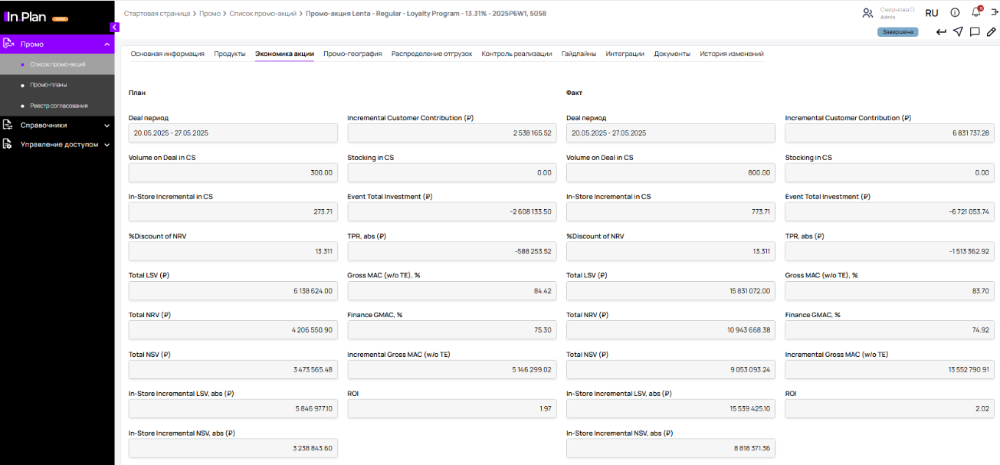 In.Plan NRM
Стартовая страница > Промо > Список промо-акций > Промо-акция Lenta - Regular - Loyalty Program - 13.31% - 2025P6W1, 5058
Смернова О.
Admin
RU
Завершена
Промо
Список промо-акций
Промо-планы
Реестр согласования
Справочники
Управление доступом
Основная информация Продукты Экономика акции Промо-география Распределение отгрузок Контроль реализации Гайдлайны Интеграции Документы История изменений
План Факт
Deal период Incremental Customer Contribution (₽) Deal период Incremental Customer Contribution (₽)
20.05.2025 - 27.05.2025 2 538 165.52 20.05.2025 - 27.05.2025 6 831 737.28
Volume on Deal in CS Stocking in CS Volume on Deal in CS Stocking in CS
300.00 0.00 800.00 0.00
In-Store Incremental in CS Event Total Investment (₽) In-Store Incremental in CS Event Total Investment (₽)
273.71 -2 608 133.50 773.71 -6 721 053.74
%Discount of NRV TPR, abs (₽) %Discount of NRV TPR, abs (₽)
13.311 -588 253.52 13.311 -1 513 362.92
Total LSV (₽) Gross MAC (w/o TE), % Total LSV (₽) Gross MAC (w/o TE), %
6 138 624.00 84.42 15 831 072.00 83.70
Total NRV (₽) Finance GMAC, % Total NRV (₽) Finance GMAC, %
4 206 550.90 75.30 10 943 668.38 74.92
Total NSV (₽) Incremental Gross MAC (w/o TE) Total NSV (₽) Incremental Gross MAC (w/o TE)
3 473 565.48 5 146 299.02 9 053 093.24 13 552 790.91
In-Store Incremental LSV, abs (₽) ROI In-Store Incremental LSV, abs (₽) ROI
5 846 977.10 1.97 15 539 425.10 2.02
In-Store Incremental NSV, abs (₽) In-Store Incremental NSV, abs (₽)
3 238 843.60 8 818 371.36